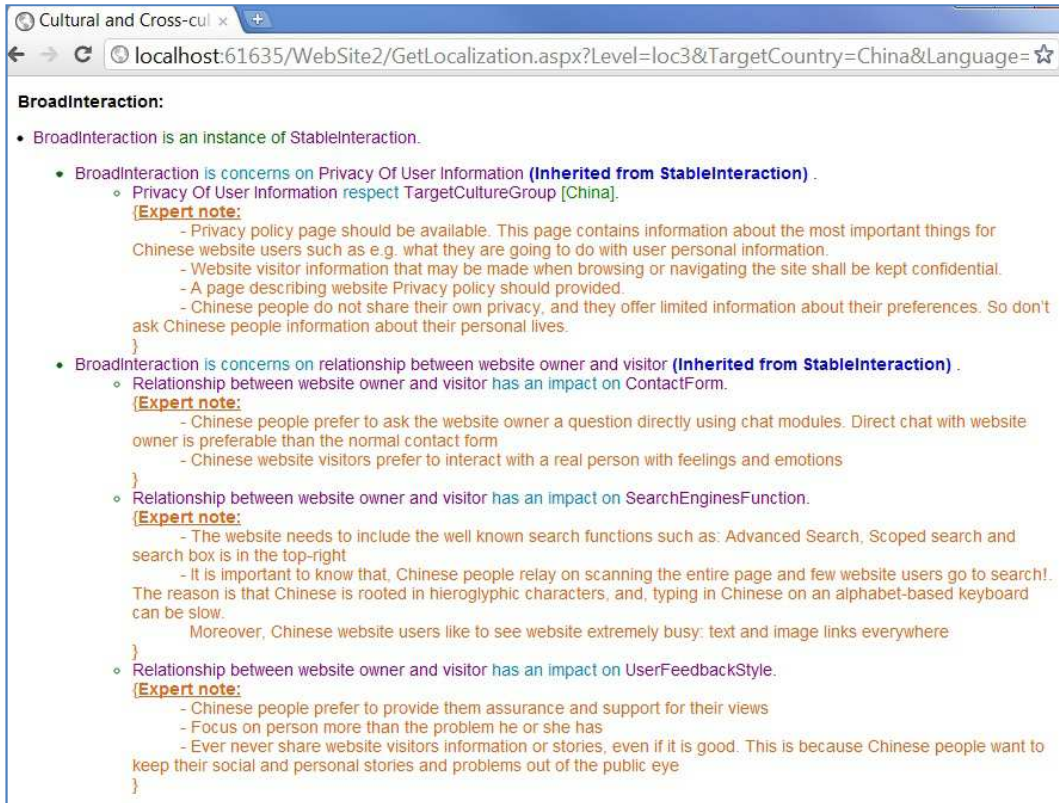 Cultural and Cross-cul
localhost:61635/WebSite2/GetLocalization.aspx?Level=loc3&TargetCountry=China&Language=
BroadInteraction:
• BroadInteraction is an instance of StableInteraction.
• BroadInteraction is concerns on Privacy Of User Information (Inherited from StableInteraction) .
◦ Privacy Of User Information respect TargetCultureGroup [China].
{Expert note:
- Privacy policy page should be available. This page contains information about the most important things for
Chinese website users such as e.g. what they are going to do with user personal information.
- Website visitor information that may be made when browsing or navigating the site shall be kept confidential.
- A page describing website Privacy policy should provided.
- Chinese people do not share their own privacy, and they offer limited information about their preferences. So don't
ask Chinese people information about their personal lives.
}
• BroadInteraction is concerns on relationship between website owner and visitor (Inherited from StableInteraction) .
◦ Relationship between website owner and visitor has an impact on ContactForm.
{Expert note:
- Chinese people prefer to ask the website owner a question directly using chat modules. Direct chat with website
owner is preferable than the normal contact form
- Chinese website visitors prefer to interact with a real person with feelings and emotions
}
◦ Relationship between website owner and visitor has an impact on SearchEnginesFunction.
{Expert note:
- The website needs to include the well known search functions such as: Advanced Search, Scoped search and
search box is in the top-right
- It is important to know that, Chinese people relay on scanning the entire page and few website users go to search!.
The reason is that Chinese is rooted in hieroglyphic characters, and, typing in Chinese on an alphabet-based keyboard
can be slow.
Moreover, Chinese website users like to see website extremely busy: text and image links everywhere
}
◦ Relationship between website owner and visitor has an impact on UserFeedbackStyle.
{Expert note:
- Chinese people prefer to provide them assurance and support for their views
- Focus on person more than the problem he or she has
- Ever never share website visitors information or stories, even if it is good. This is because Chinese people want to
keep their social and personal stories and problems out of the public eye
}